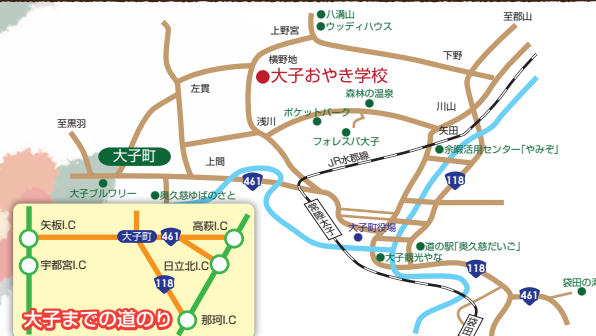 八溝山
ウッディハウス
至郡山
上野宮
下野
横野地
大子おやき学校
左貫
森林の温泉
ポケットパーク
川山
至黒羽
浅川
矢田
フォレスパ大子
余暇活用センター「やみぞ」
大子町
上間
JR水郡線
461
118
大子ブルワリー
奥久慈ゆばのさと
常陸大子
大子町役場
道の駅「奥久慈だいご」
大子観光やな
118
461
袋田の滝
袋田
矢板I.C
高萩I.C
大子町
461
宇都宮I.C
日立北I.C
118
大子までの道のり
那珂I.C